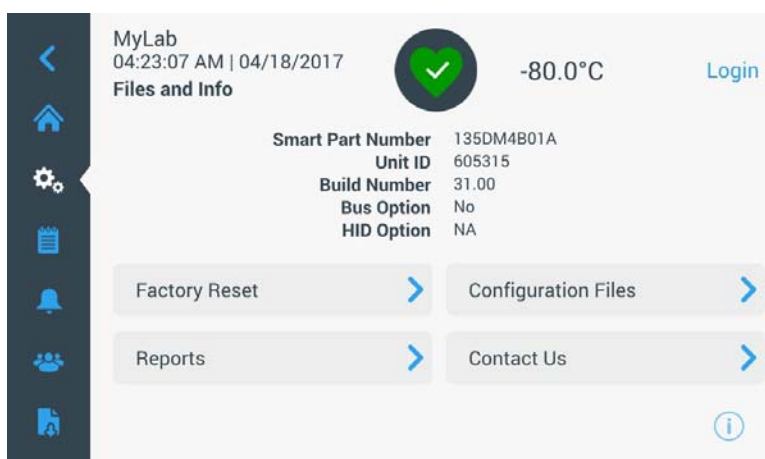 MyLab
04:23:07 AM | 04/18/2017
Files and Info
-80.0°C
Login
Smart Part Number 135DM4B01A
Unit ID 605315
Build Number 31.00
Bus Option No
HID Option NA
Factory Reset
Configuration Files
Reports
Contact Us